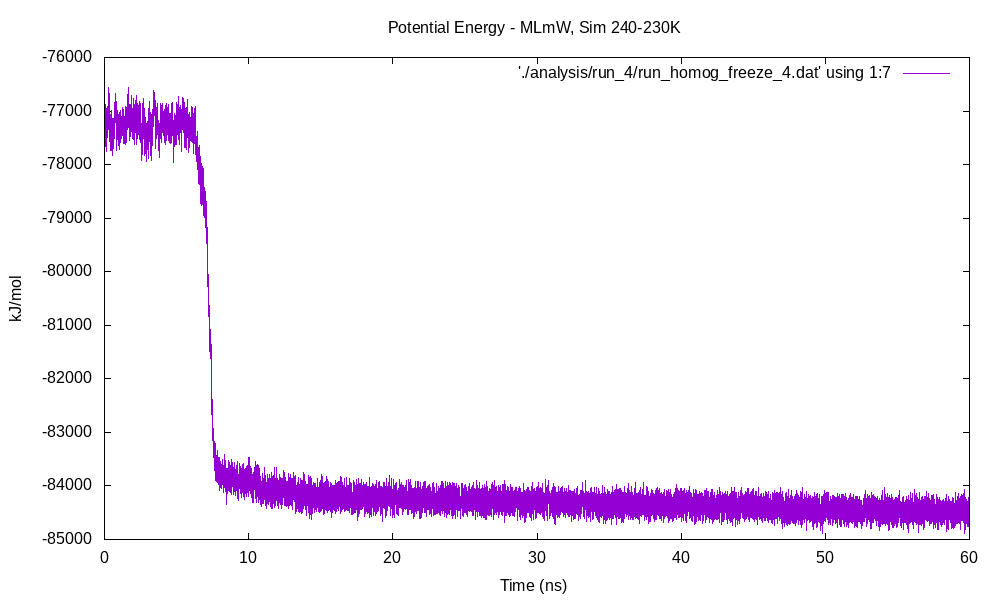 Potential Energy - MLmW, Sim 240-230K
'./analysis/run_4/run_homog_freeze_4.dat' using 1:7
-76000
-77000
-78000
-79000
-80000
-81000
-82000
-83000
-84000
-85000
kJ/mol
0 10 20 30 40 50 60
Time (ns)